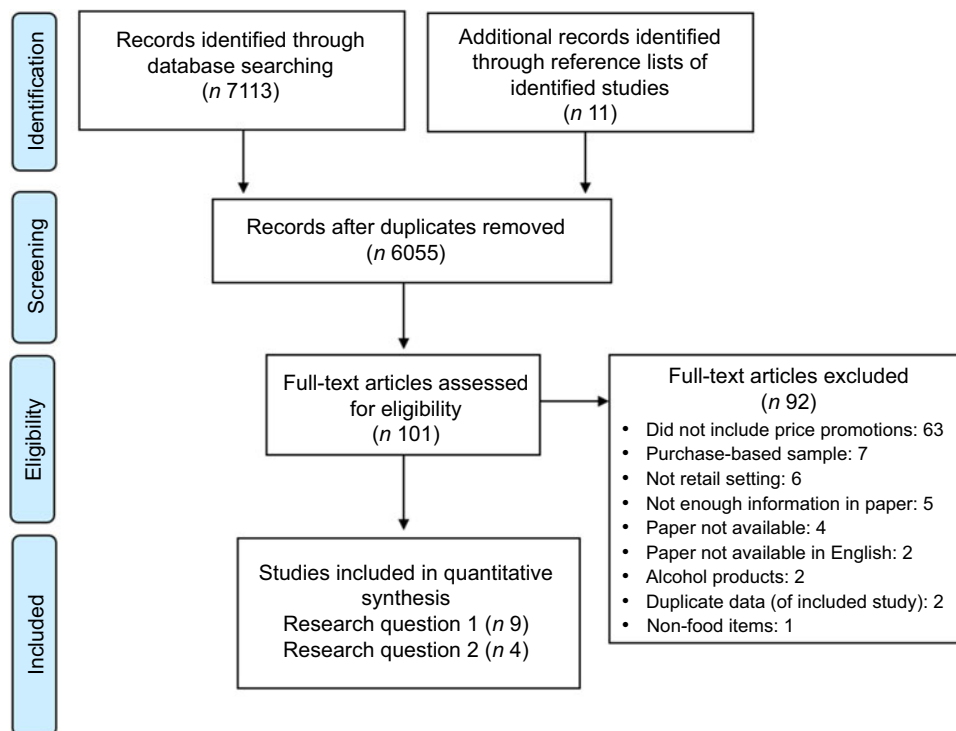 Identification
Records identified through
database searching
(n 7113)
Additional records identified
through reference lists of
identified studies
(n 11)
Screening
Records after duplicates removed
(n 6055)
Eligibility
Full-text articles assessed
for eligibility
(n 101)
Full-text articles excluded
(n 92)
• Did not include price promotions: 63
• Purchase-based sample: 7
• Not retail setting: 6
• Not enough information in paper: 5
• Paper not available: 4
• Paper not available in English: 2
• Alcohol products: 2
• Duplicate data (of included study): 2
• Non-food items: 1
Included
Studies included in quantitative
synthesis
Research question 1 (n 9)
Research question 2 (n 4)